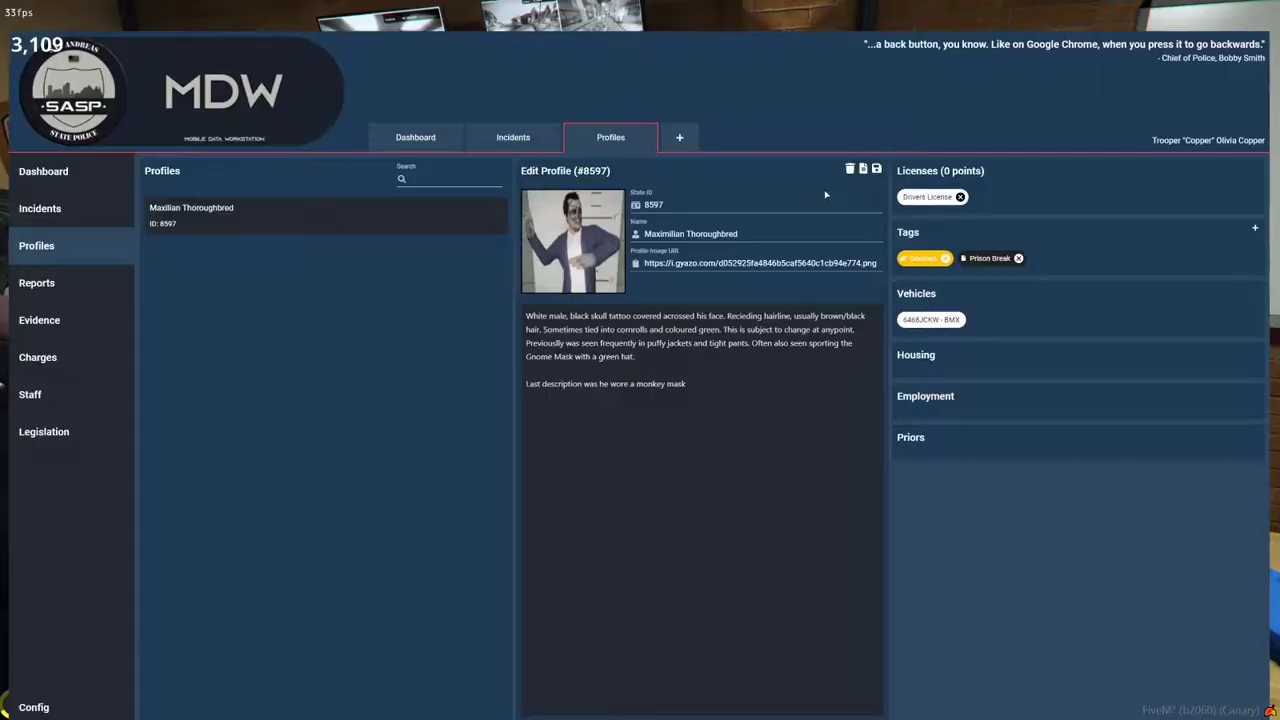 33fps
3,109
SAN ANDREAS
·SASP·
STATE POLICE
MDW
MOBILE DATA WORKSTATION
"...a back button, you know. Like on Google Chrome, when you press it to go backwards."
- Chief of Police, Bobby Smith
Dashboard
Incidents
Profiles
+
Trooper "Copper" Olivia Copper
Dashboard
Incidents
Profiles
Reports
Evidence
Charges
Staff
Legislation
Config
Profiles
Search
Maxilian Thoroughbred
ID: 8597
Edit Profile (#8597)
State ID
8597
Name
Maximilian Thoroughbred
Profile Image URL
https://i.gyazo.com/d052925fa4846b5caf5640c1cb94e774.png
White male, black skull tattoo covered acrossed his face. Recieding hairline, usually brown/black
hair. Sometimes tied into cornrolls and coloured green. This is subject to change at anypoint.
Previouslly was seen frequently in puffy jackets and tight pants. Often also seen sporting the
Gnome Mask with a green hat.
Last description was he wore a monkey mask
Licenses (0 points)
Drivers License
Tags
+
Gnomes
Prison Break
Vehicles
6468JCKW - BMX
Housing
Employment
Priors
FiveM* (b2060) (Canary)